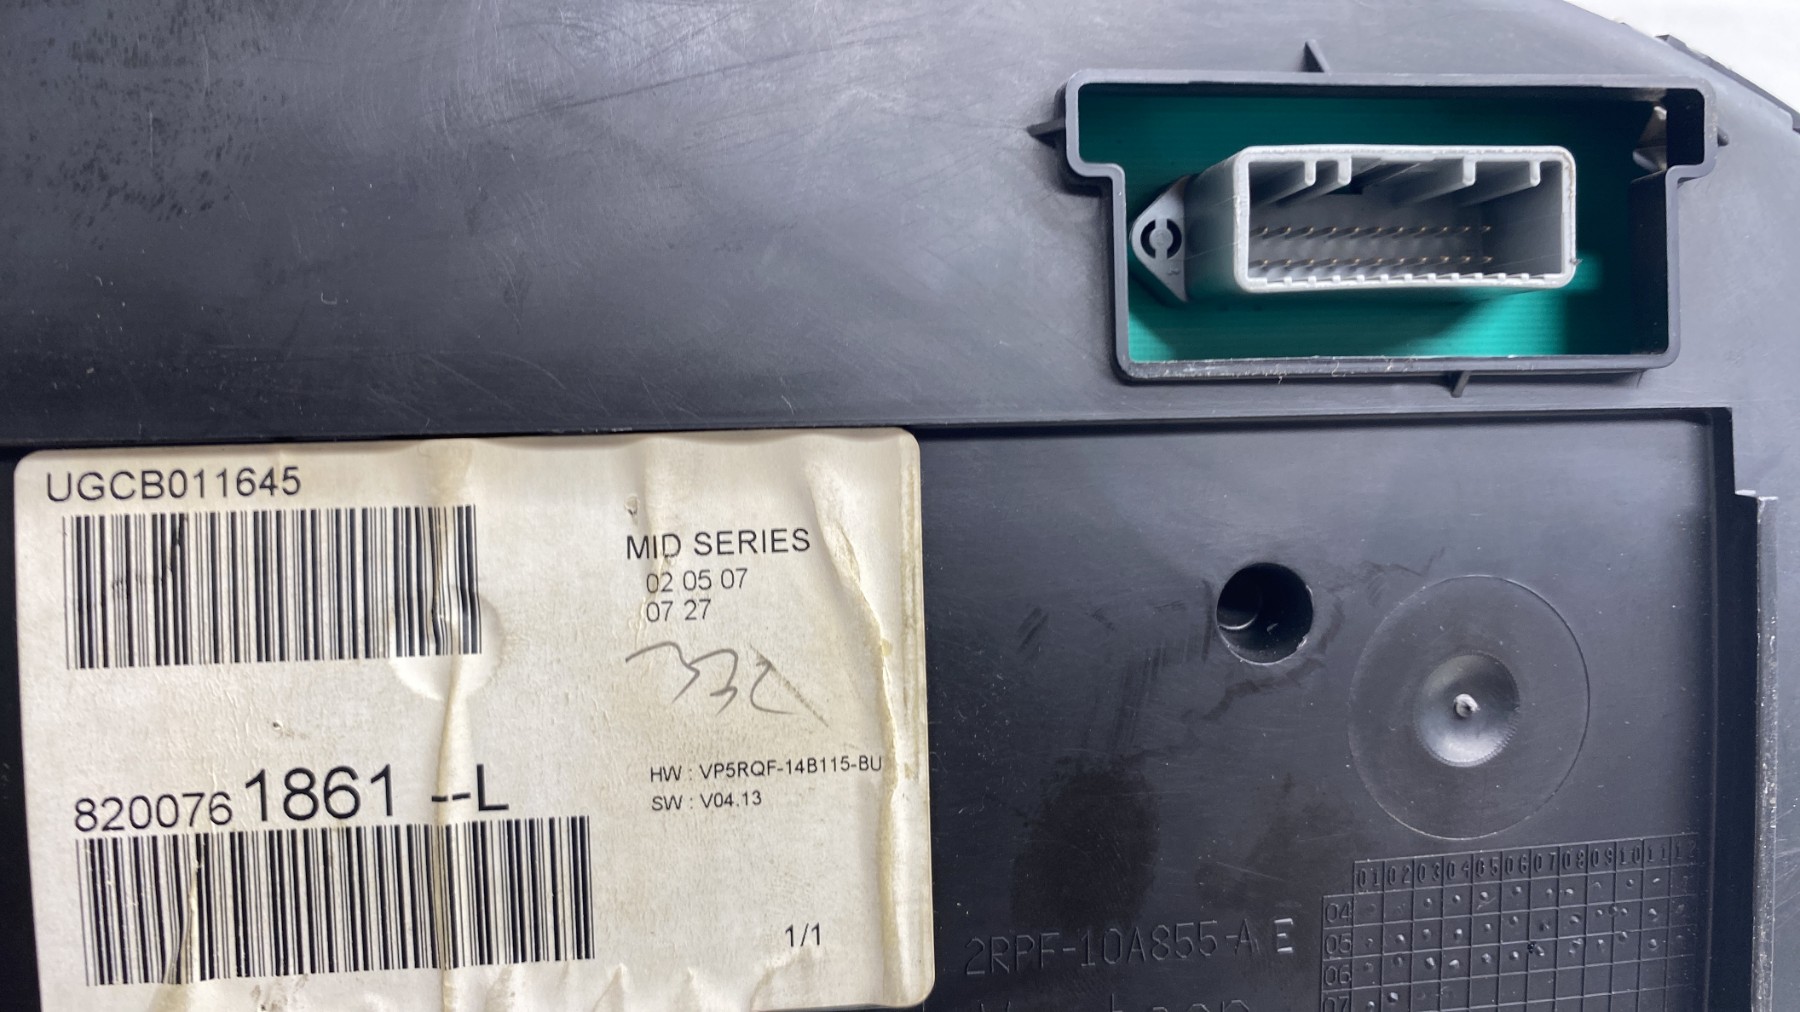 UGCB011645
MID SERIES
02 05 07
07 27
8200761861 --L
HW : VP5RQF-14B115-BU
SW : V04.13
1/1
2RPF-10A855-A E
01 02 03 04 05 06 07 08 09 10 11 12
04
05
06
07